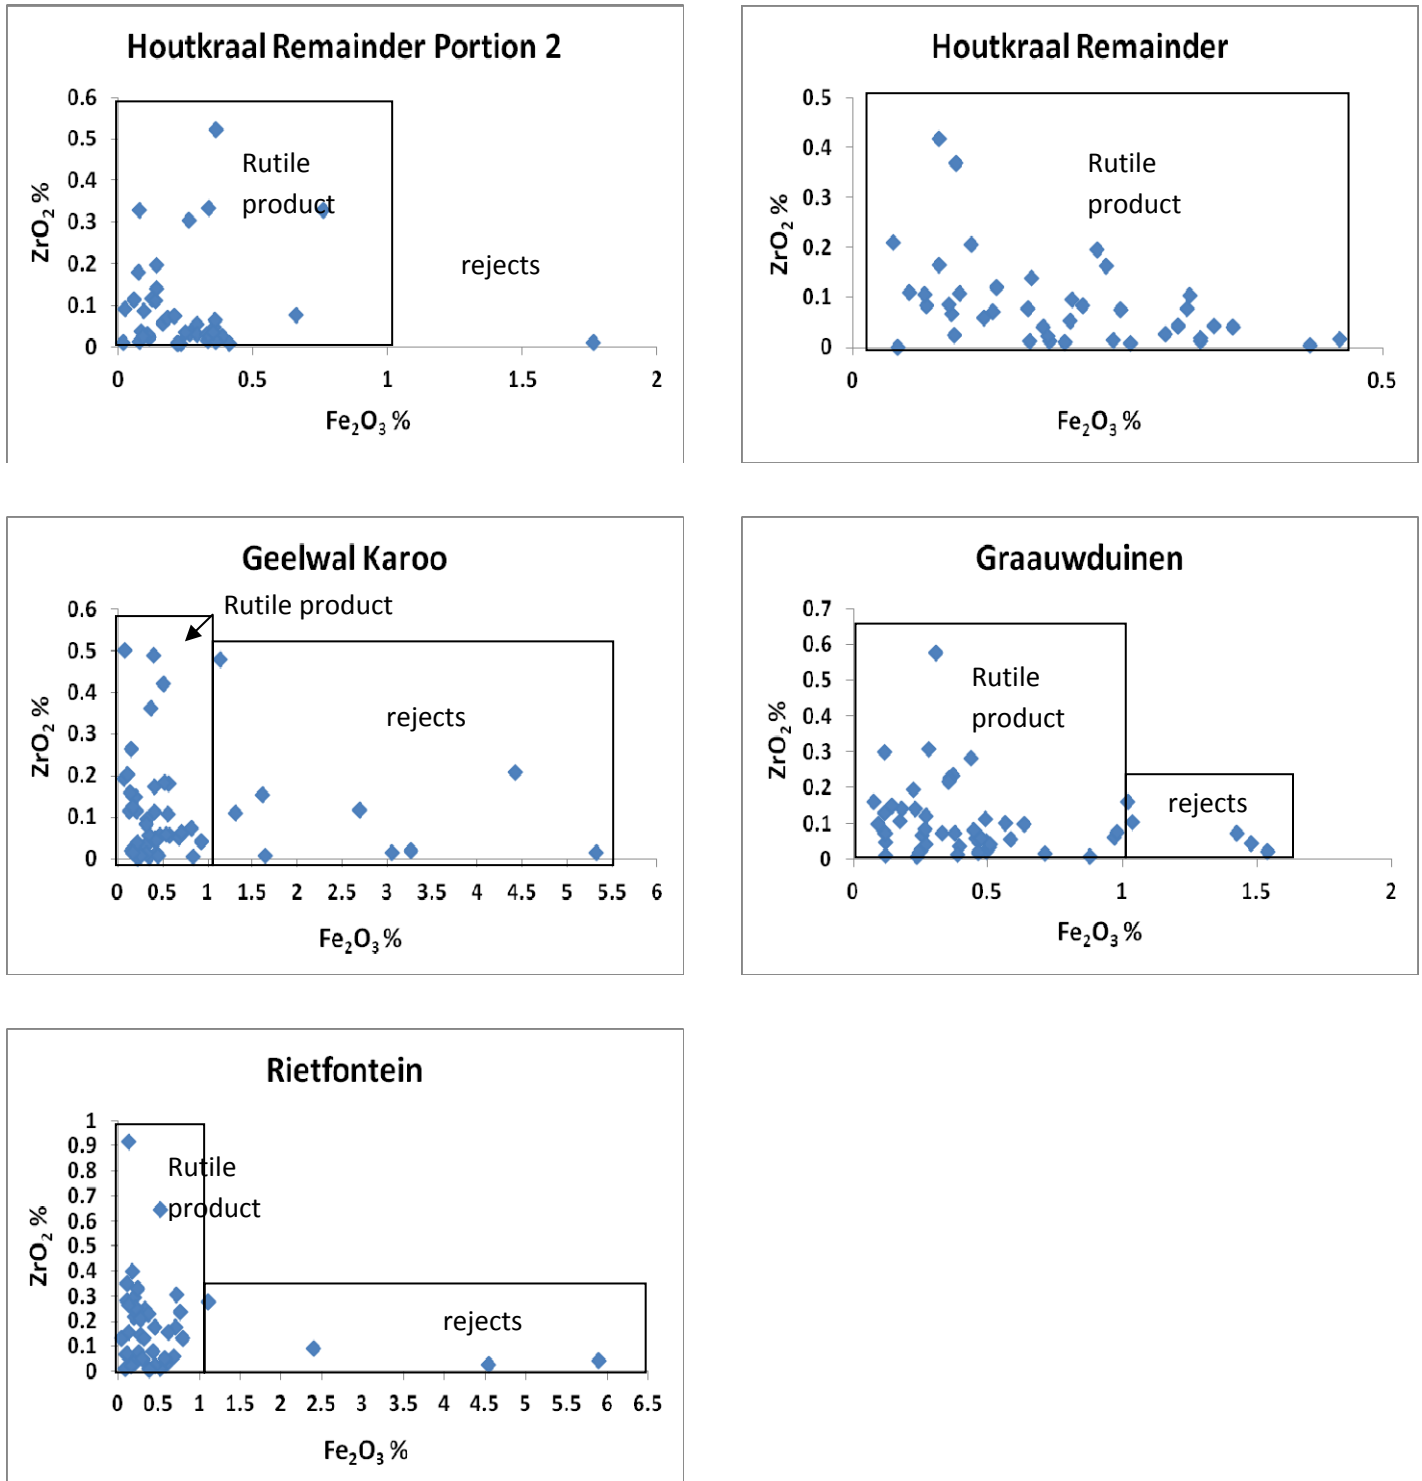 Houtkraal Remainder Portion 2
0.6
0.5
0.4
0.3
0.2
0.1
0
ZrO₂ %
Rutile
product
rejects
0 0.5 1 1.5 2
Fe₂O₃ %
Houtkraal Remainder
0.5
0.4
0.3
0.2
0.1
0
ZrO₂ %
Rutile
product
0 0.5
Fe₂O₃ %
Geelwal Karoo
Rutile product
0.6
0.5
0.4
0.3
0.2
0.1
0
ZrO₂ %
rejects
0 0.5 1 1.5 2 2.5 3 3.5 4 4.5 5 5.5 6
Fe₂O₃ %
Graauwduinen
0.7
0.6
0.5
0.4
0.3
0.2
0.1
0
ZrO₂ %
Rutile
product
rejects
0 0.5 1 1.5 2
Fe₂O₃ %
Rietfontein
1
0.9
0.8
0.7
0.6
0.5
0.4
0.3
0.2
0.1
0
ZrO₂ %
Rutile
product
rejects
0 0.5 1 1.5 2 2.5 3 3.5 4 4.5 5 5.5 6 6.5
Fe₂O₃ %